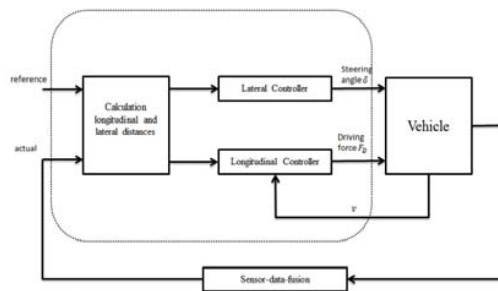 reference
actual
Calculation
longitudinal and
lateral distances
Lateral Controller
Longitudinal Controller
Steering
angle δ
Driving
force F_D
Vehicle
v
Sensor-data-fusion